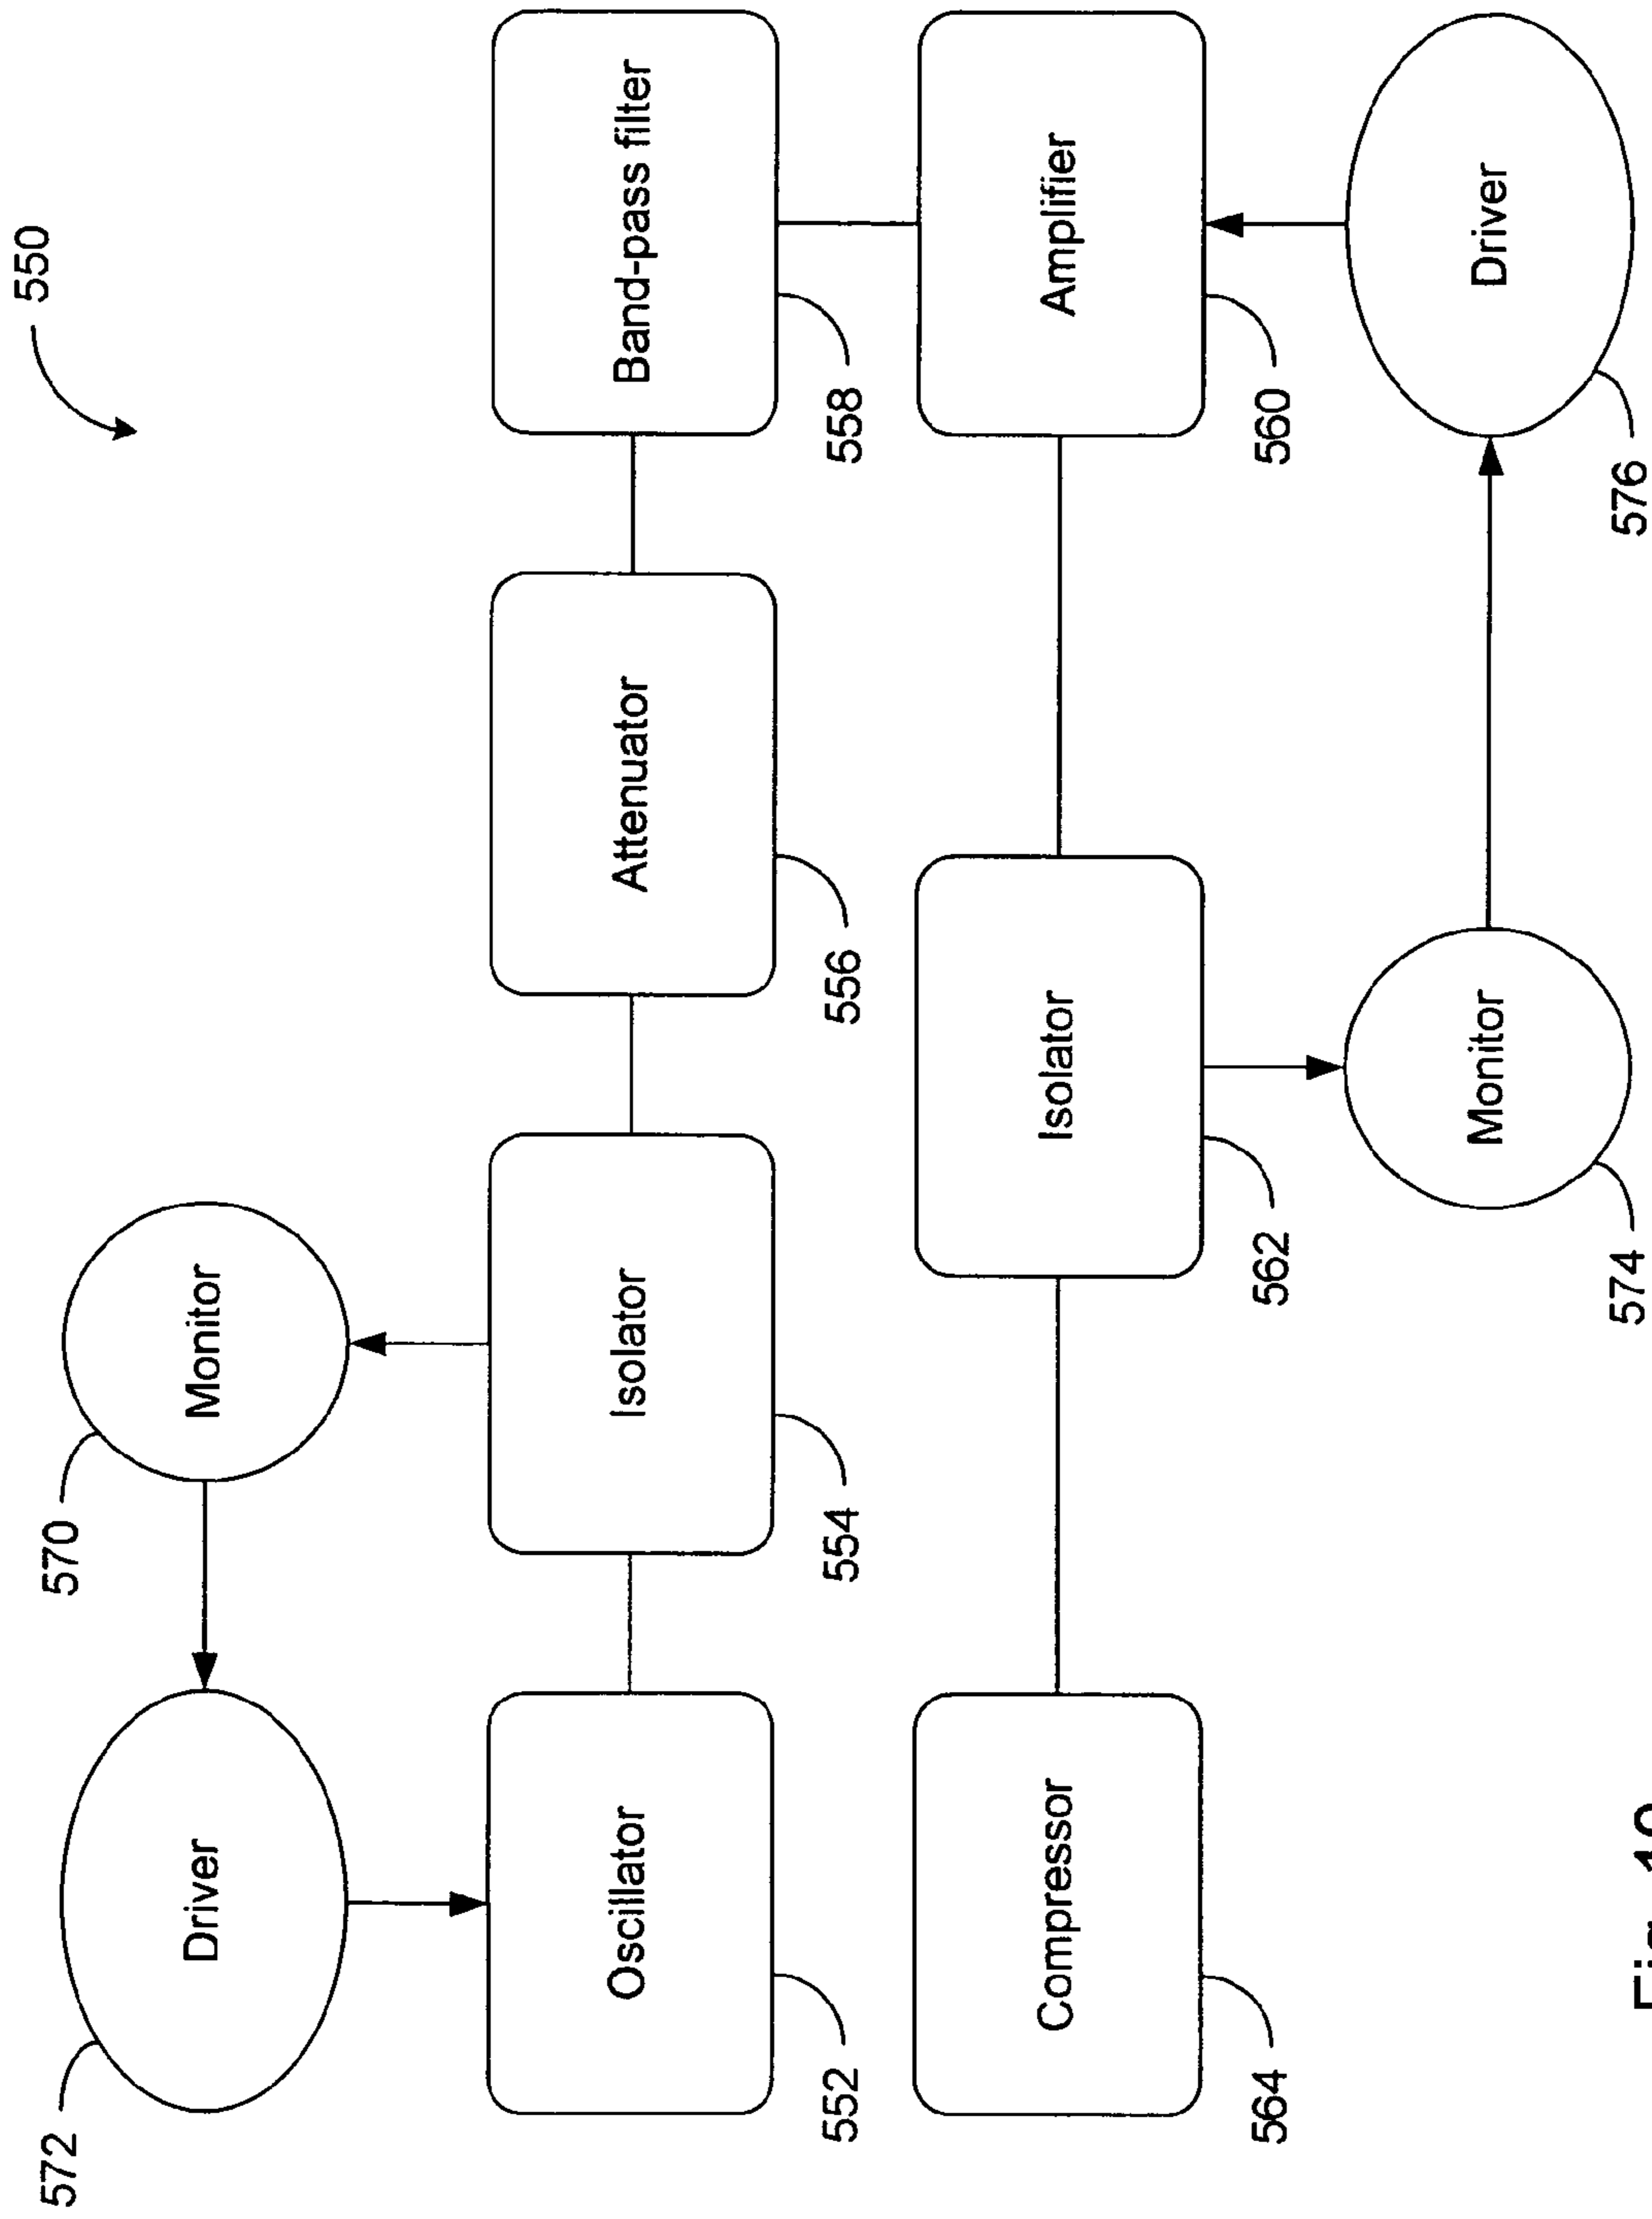 550
572
570
Driver
Monitor
Oscillator
Isolator
Attenuator
Band-pass filter
552
554
556
558
Compressor
Isolator
Amplifier
564
562
560
Monitor
Driver
574
576
Fig.